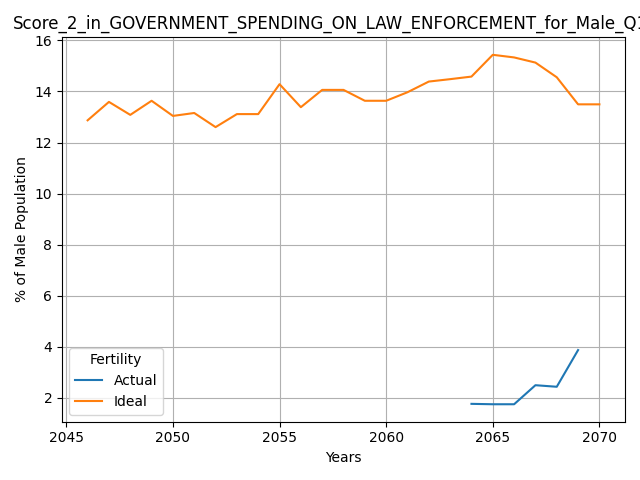 Score_2_in_GOVERNMENT_SPENDING_ON_LAW_ENFORCEMENT_for_Male_Q1
16
14
12
10
8
6
4
2
% of Male Population
Fertility
Actual
Ideal
2045 2050 2055 2060 2065 2070
Years